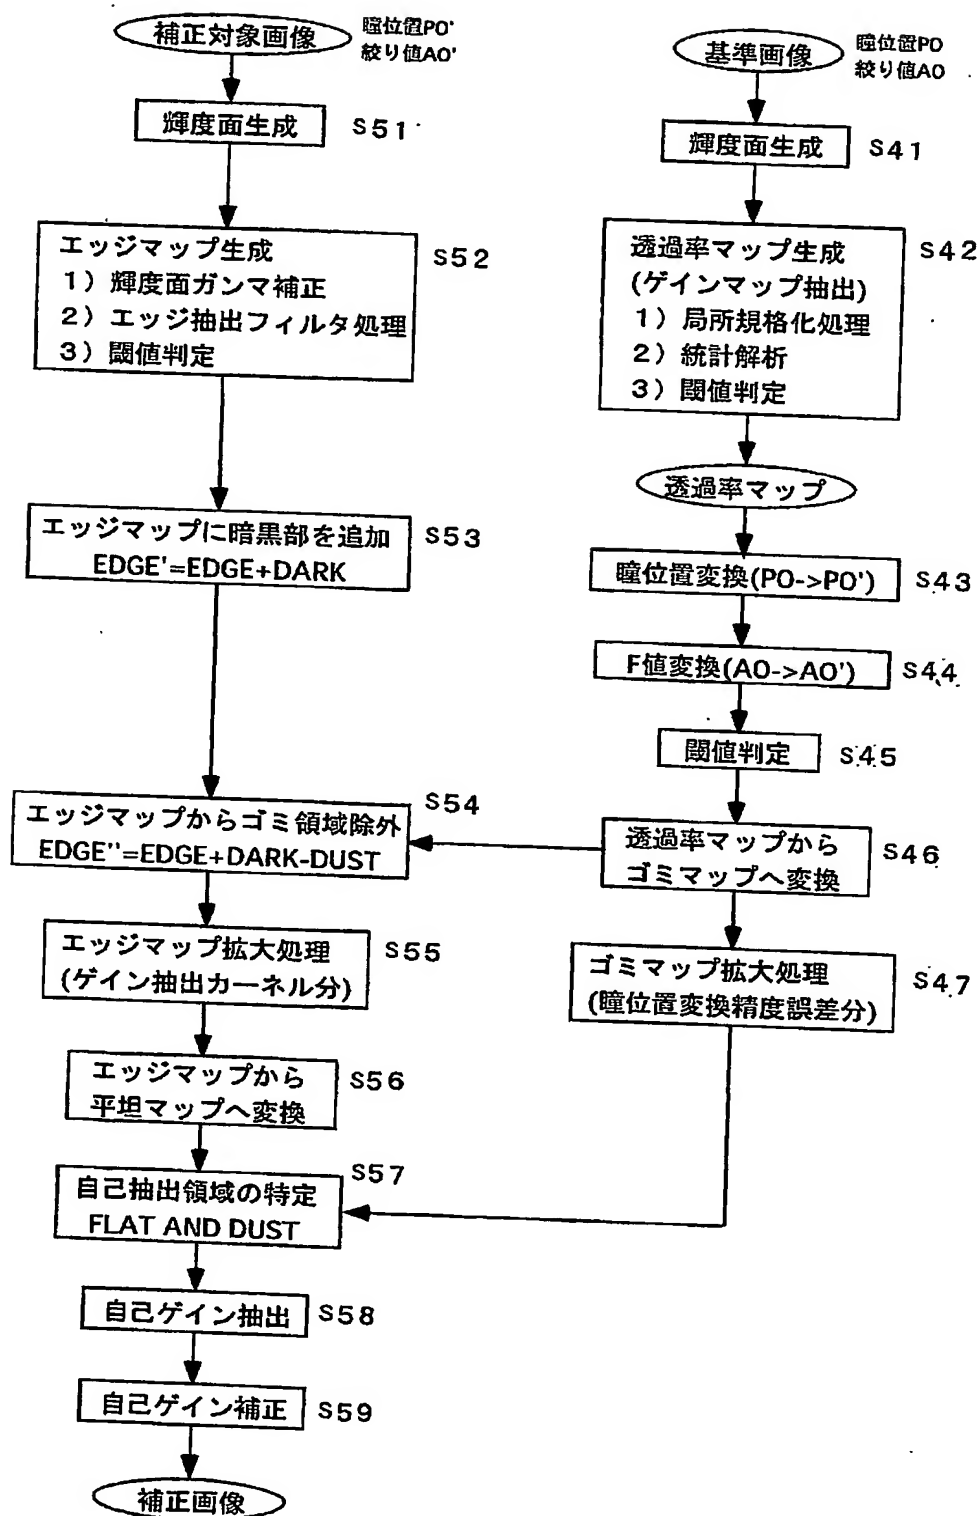 補正対象画像
瞳位置PO'
絞り値AO'
輝度面生成
S51
エッジマップ生成
1）輝度面ガンマ補正
2）エッジ抽出フィルタ処理
3）閾値判定
S52
エッジマップに暗黒部を追加
EDGE'=EDGE+DARK
S53
エッジマップからゴミ領域除外
EDGE''=EDGE+DARK-DUST
S54
エッジマップ拡大処理
(ゲイン抽出カーネル分)
S55
エッジマップから
平坦マップへ変換
S56
自己抽出領域の特定
FLAT AND DUST
S57
自己ゲイン抽出
S58
自己ゲイン補正
S59
補正画像
基準画像
瞳位置PO
絞り値AO
輝度面生成
S41
透過率マップ生成
(ゲインマップ抽出)
1）局所規格化処理
2）統計解析
3）閾値判定
S42
透過率マップ
瞳位置変換(PO->PO')
S43
F値変換(AO->AO')
S44
閾値判定
S45
透過率マップから
ゴミマップへ変換
S46
ゴミマップ拡大処理
(瞳位置変換精度誤差分)
S47